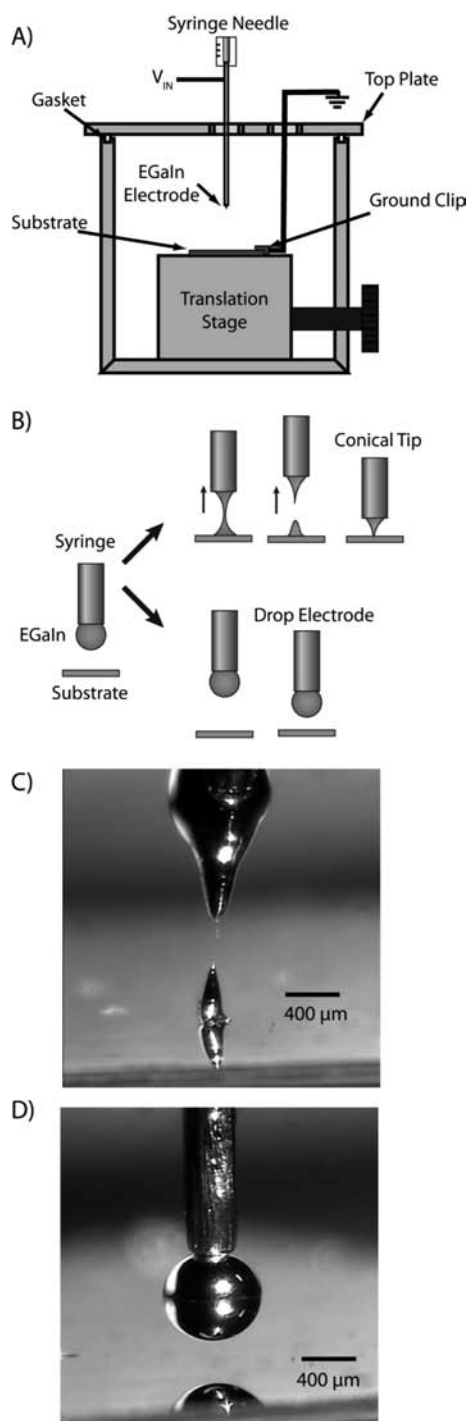 A)
Syringe Needle
V_IN
Top Plate
Gasket
EGaIn
Electrode
Ground Clip
Substrate
Translation
Stage
B)
Conical Tip
Syringe
EGaIn
Drop Electrode
Substrate
C)
400 μm
D)
400 μm